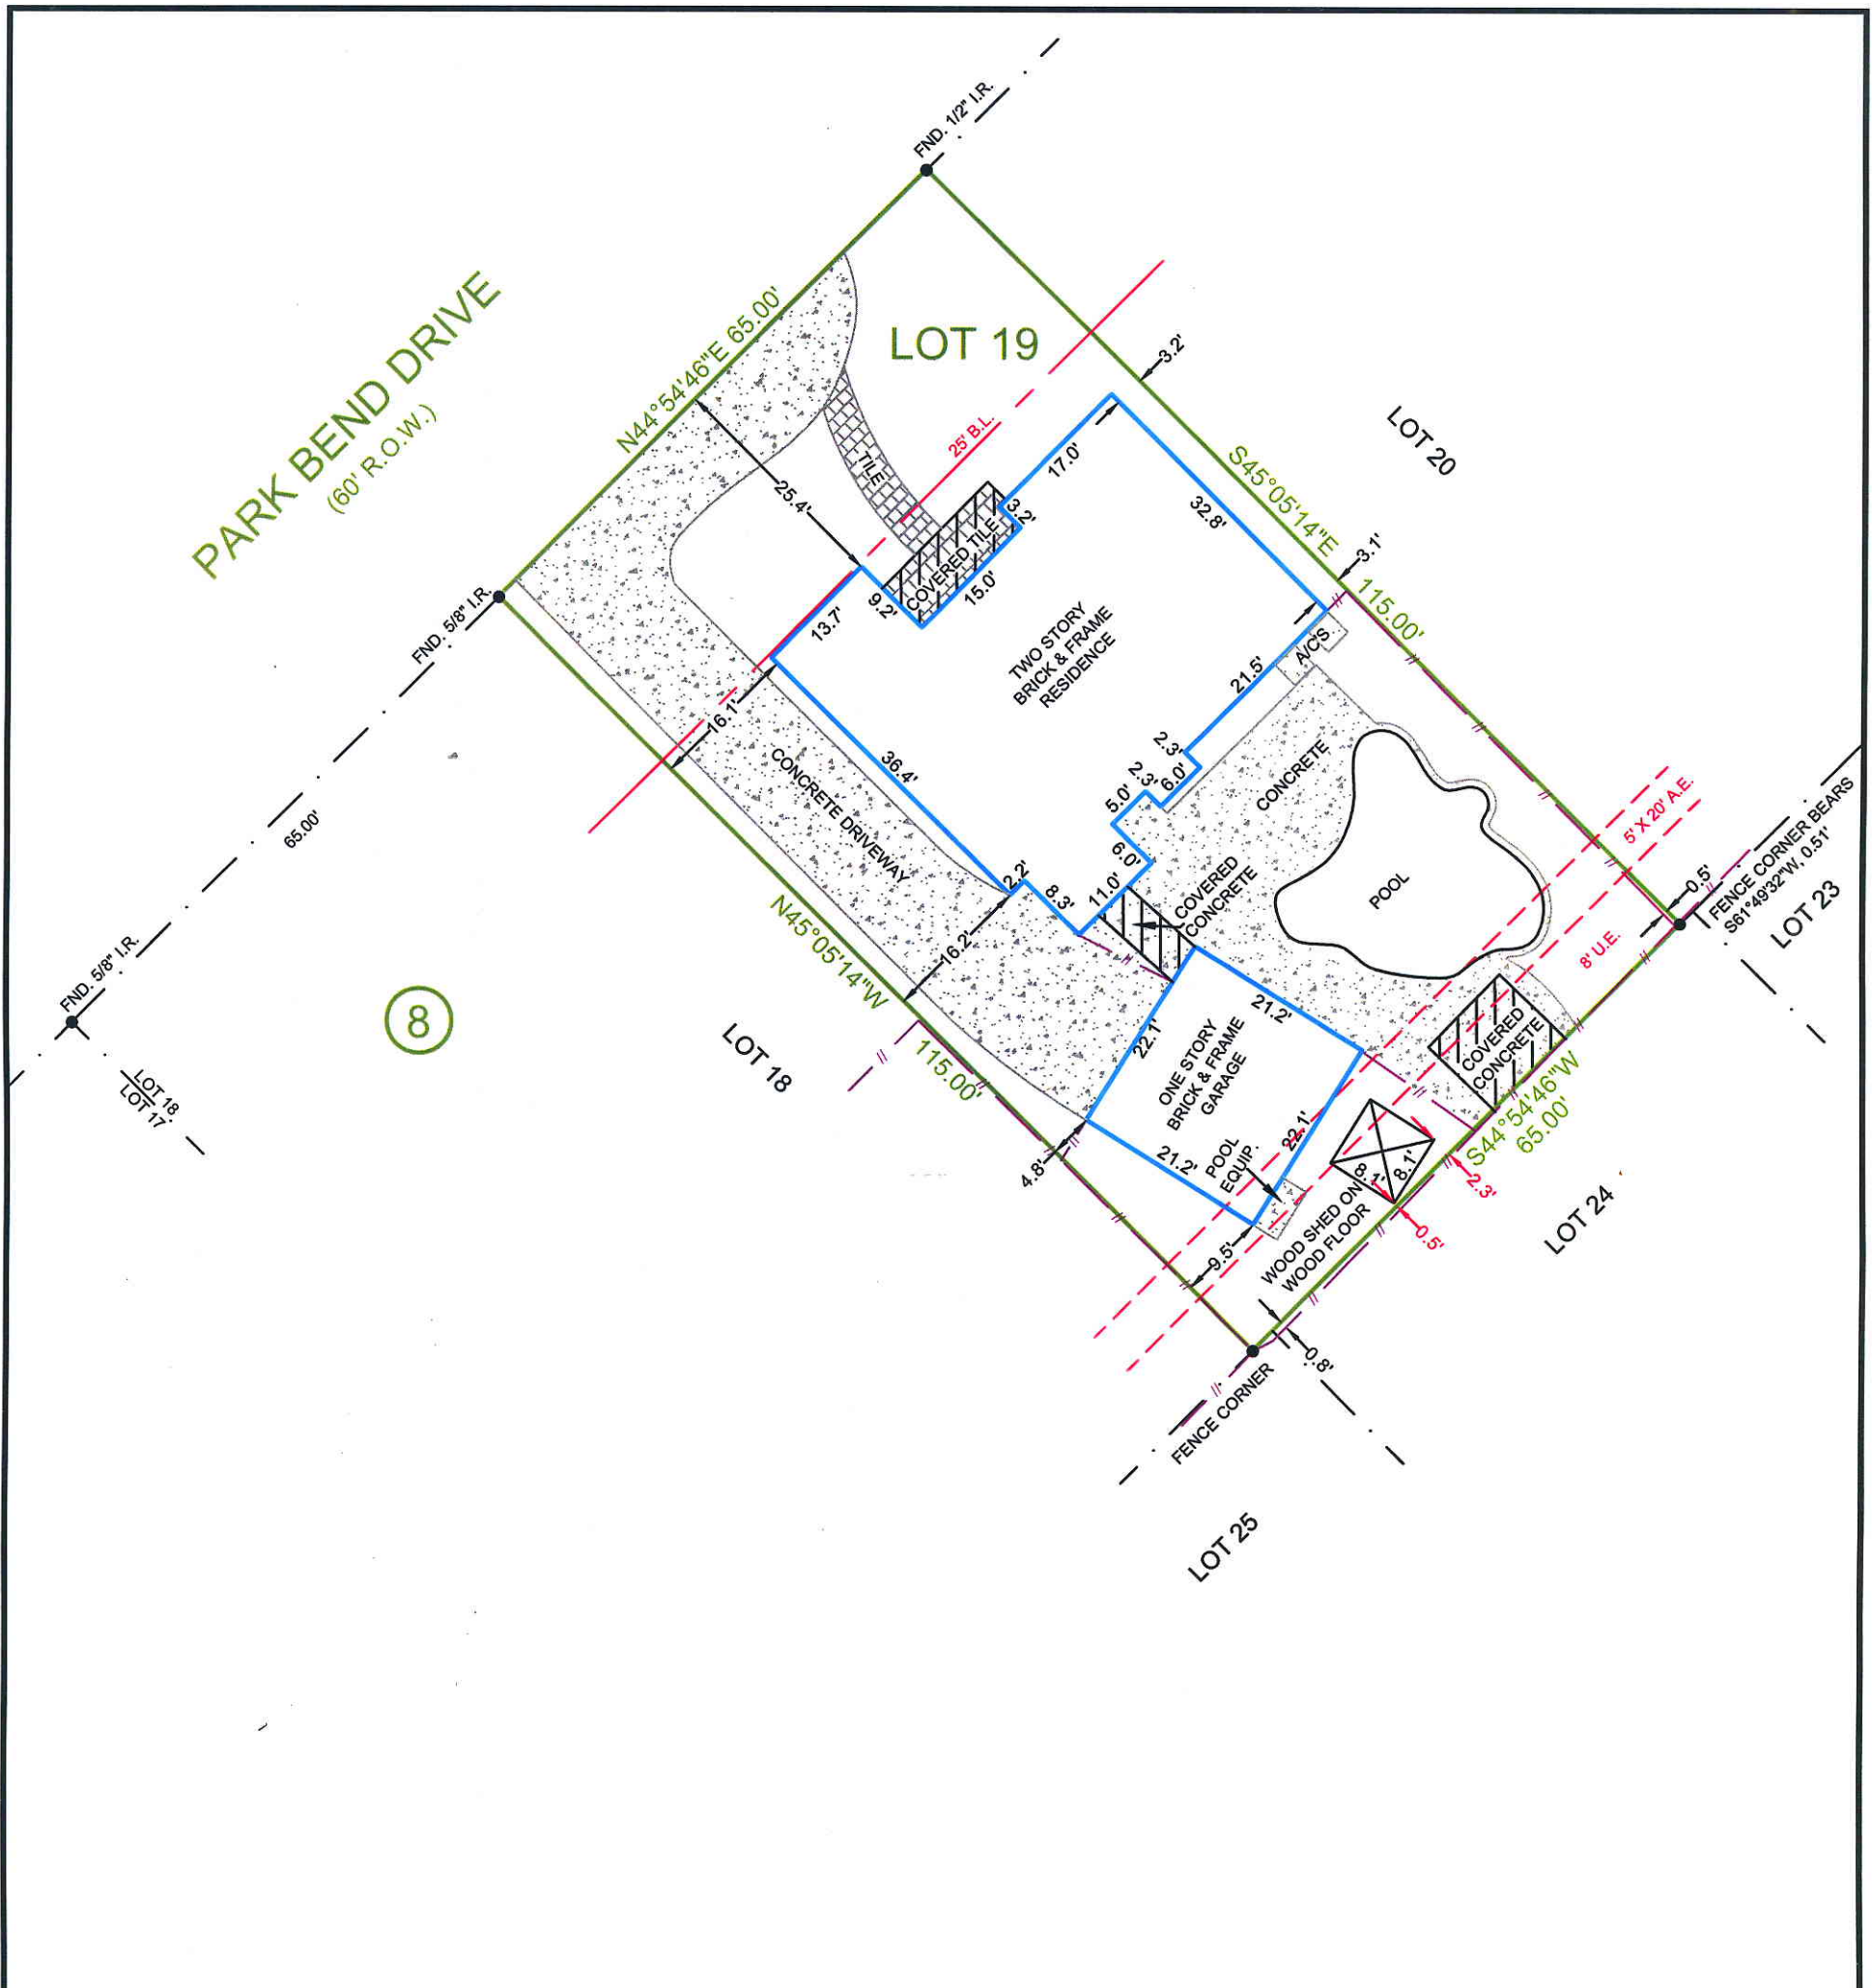 FND. 1/2" I.R.
PARK BEND DRIVE
(60' R.O.W.)
N44°54'46"E 65.00'
LOT 19
3.2'
LOT 20
25' B.L.
TILE
25.4'
17.0'
3.2'
COVERED TILE
15.0'
9.2'
13.7'
32.8'
S45°05'14"E
115.00'
3.1'
FND. 5/8" I.R.
TWO STORY
BRICK & FRAME
RESIDENCE
A/C'S
21.5'
16.1'
36.4'
CONCRETE DRIVEWAY
2.3'
2.3'
6.0'
5.0'
6.0'
11.0'
2.2'
8.3'
CONCRETE
COVERED
CONCRETE
POOL
5' X 20' A.E.
8' U.E.
0.5'
FENCE CORNER BEARS
S61°49'32"W, 0.51'
LOT 23
65.00'
FND. 5/8" I.R.
LOT 18
LOT 17
8
N45°05'14"W
115.00'
16.2'
LOT 18
21.2'
22.1'
ONE STORY
BRICK & FRAME
GARAGE
22.1'
21.2'
POOL
EQUIP.
4.8'
9.5'
COVERED
CONCRETE
S44°54'46"W
65.00'
8.1'
8.1'
WOOD SHED ON
WOOD FLOOR
2.3'
0.5'
LOT 24
0.8'
FENCE CORNER
LOT 25